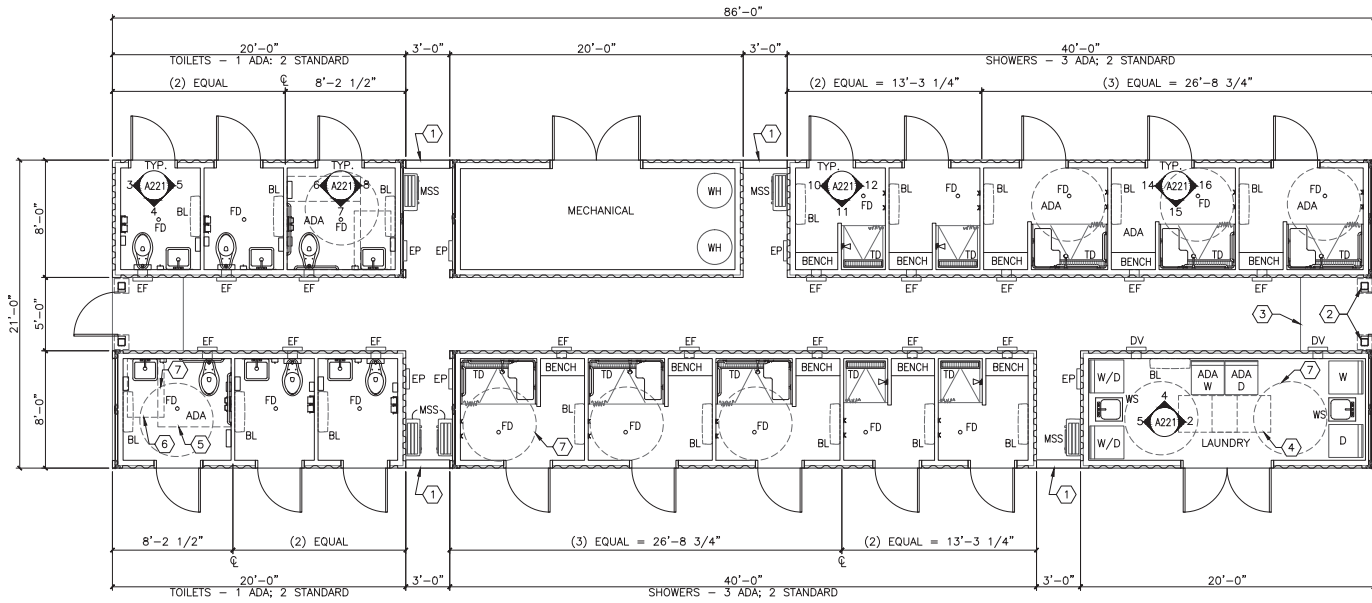 86'-0"
20'-0" 3'-0" 20'-0" 3'-0" 40'-0"
TOILETS – 1 ADA; 2 STANDARD SHOWERS – 3 ADA; 2 STANDARD
(2) EQUAL ℄ 8'-2 1/2" (2) EQUAL = 13'-3 1/4" (3) EQUAL = 26'-8 3/4"
1 1
TYP. TYP. TYP. TYP.
3 A221 5 BL 6 A221 8 MSS WH 10 A221 12 BL BL FD 14 A221 16 BL FD
4 BL FD 7 BL MECHANICAL 11 FD FD ADA 15 FD ADA
FD ADA FD BL ADA
EP EP WH EP TD TD TD TD TD
BENCH BENCH BENCH BENCH BENCH
EF EF EF EF EF EF EF EF
21'-0" 8'-0" 5'-0" 8'-0"
3 2
EF EF EF EF EF EF EF EF DV DV
7 TD BENCH TD BENCH TD BENCH TD TD BENCH EP W/D BL ADA W ADA D 7 W
EP EP
FD ADA FD FD BL BL BL BL WS 4 WS
BL BL BL MSS FD FD FD FD FD MSS 5 A221 2
6 5 7 W/D LAUNDRY 4 D
1 1
8'-2 1/2" (2) EQUAL (3) EQUAL = 26'-8 3/4" (2) EQUAL = 13'-3 1/4"
℄ ℄
20'-0" 3'-0" 40'-0" 3'-0" 20'-0"
TOILETS – 1 ADA; 2 STANDARD SHOWERS – 3 ADA; 2 STANDARD